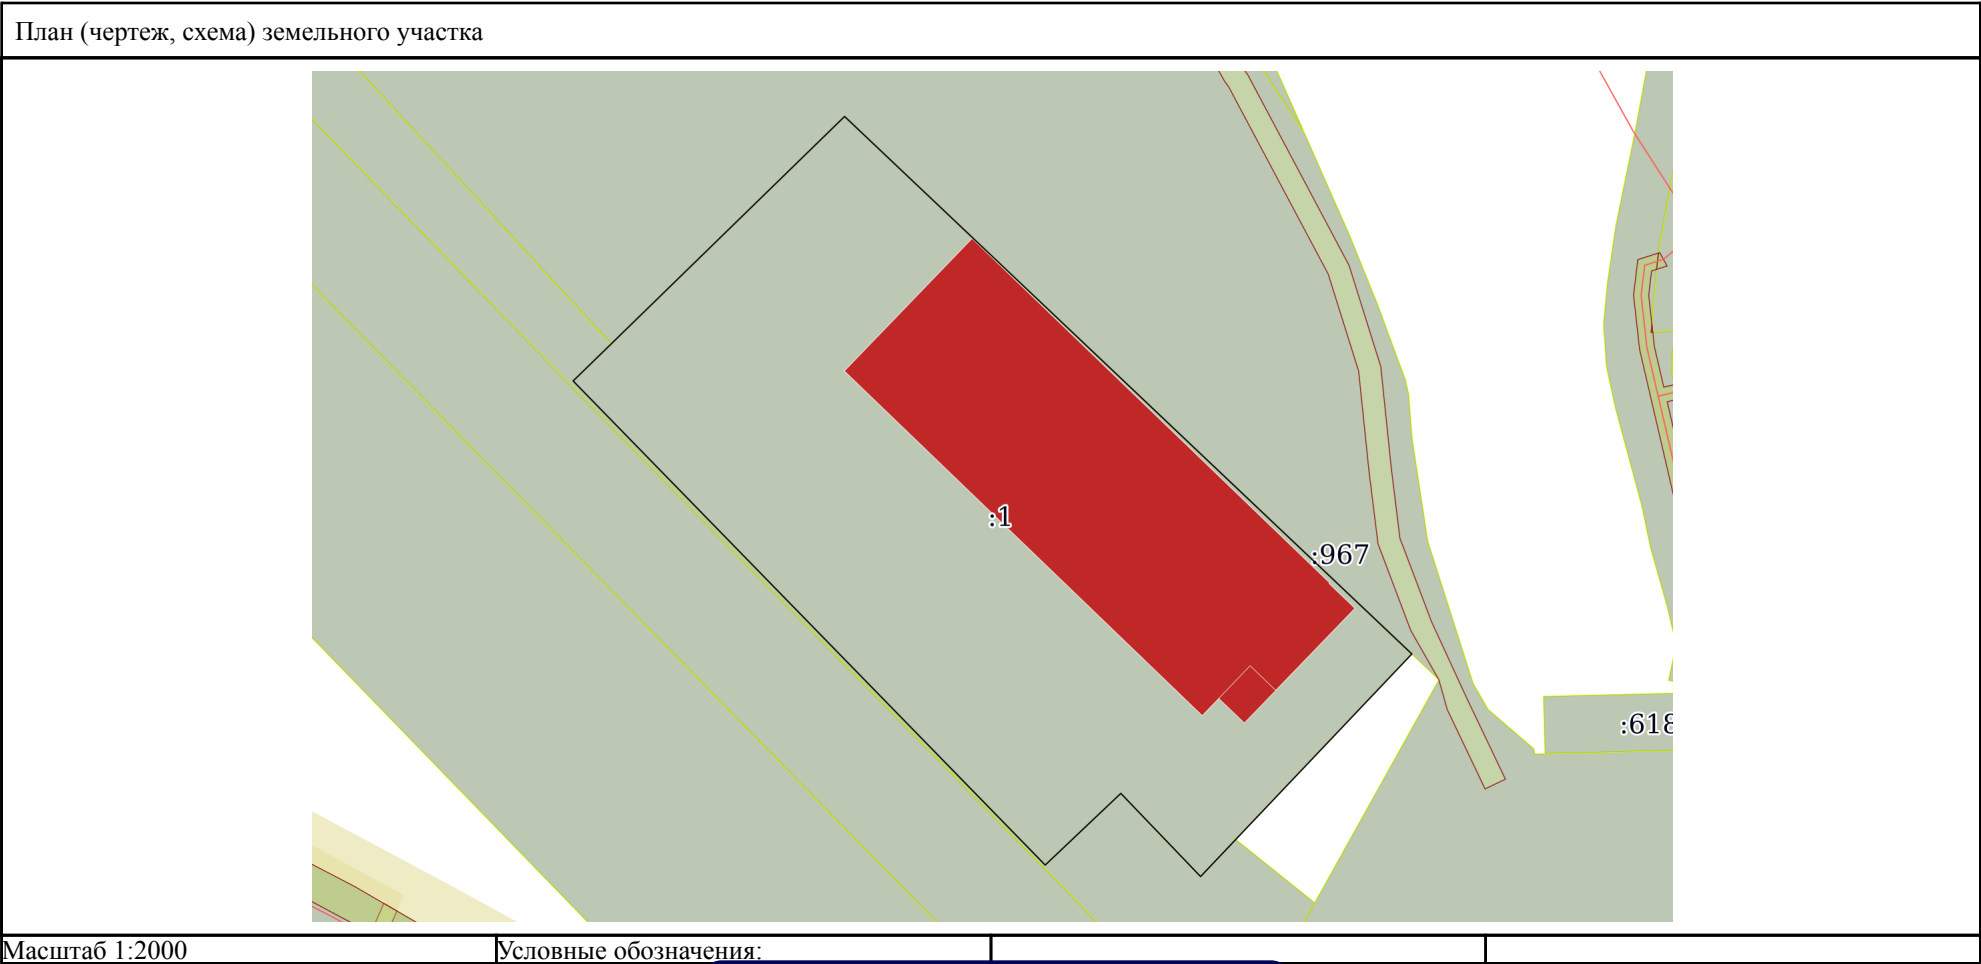 План (чертеж, схема) земельного участка
:1
:967
:618
Масштаб 1:2000
Условные обозначения: